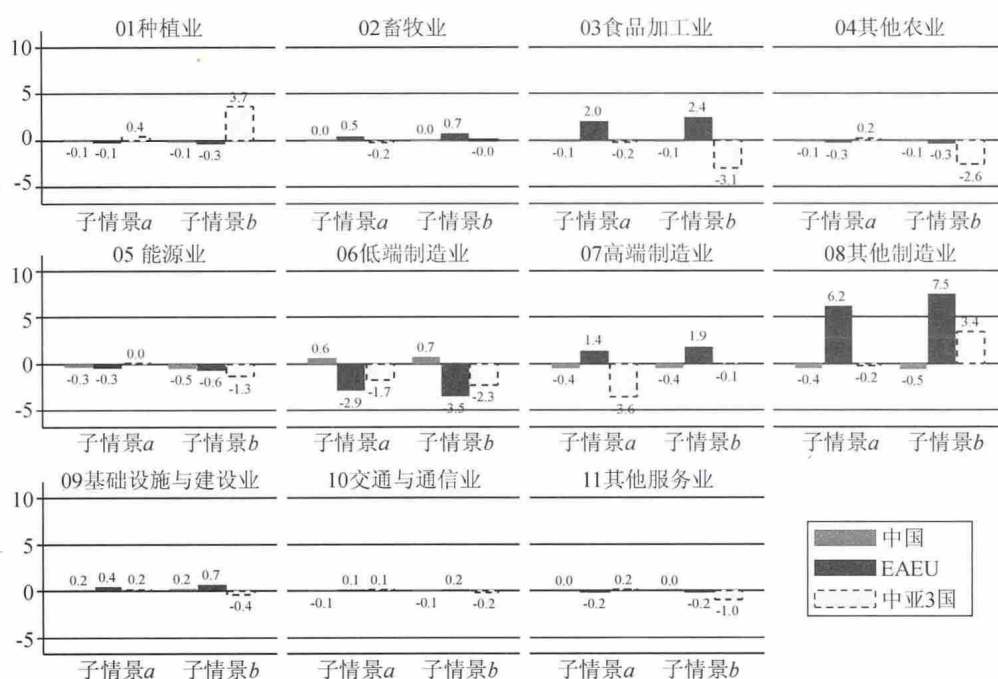 01种植业 02畜牧业 03食品加工业 04其他农业
10
5
0
-5
-0.1 -0.1 0.4 -0.1 -0.3 3.7
0.0 0.5 -0.2 0.0 0.7 -0.0
-0.1 2.0 -0.2 -0.1 2.4 -3.1
-0.1 -0.3 0.2 -0.1 -0.3 -2.6
子情景a 子情景b 子情景a 子情景b 子情景a 子情景b 子情景a 子情景b
05 能源业 06低端制造业 07高端制造业 08其他制造业
10
5
0
-5
-0.3 -0.3 0.0 -0.5 -0.6 -1.3
0.6 -2.9 -1.7 0.7 -3.5 -2.3
-0.4 1.4 -3.6 -0.4 1.9 -0.1
-0.4 6.2 -0.2 -0.5 7.5 3.4
子情景a 子情景b 子情景a 子情景b 子情景a 子情景b 子情景a 子情景b
09基础设施与建设业 10交通与通信业 11其他服务业
10
5
0
-5
0.2 0.4 0.2 0.2 0.7 -0.4
-0.1 0.1 0.1 -0.1 0.2 -0.2
0.0 -0.2 0.2 0.0 -0.2 -1.0
子情景a 子情景b 子情景a 子情景b 子情景a 子情景b
中国
EAEU
中亚3国